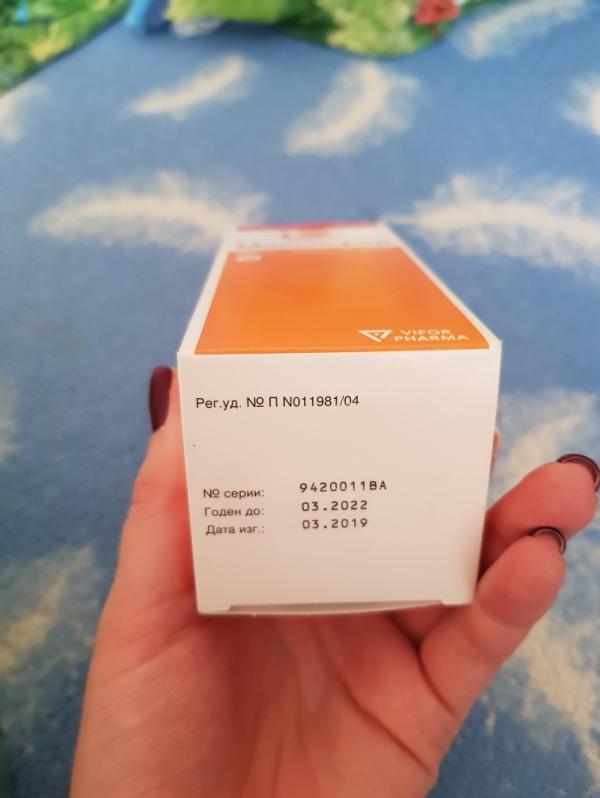 VIFOR
PHARMA
Рег.уд. № П N011981/04
№ серии: 9420011BA
Годен до: 03.2022
Дата изг.: 03.2019